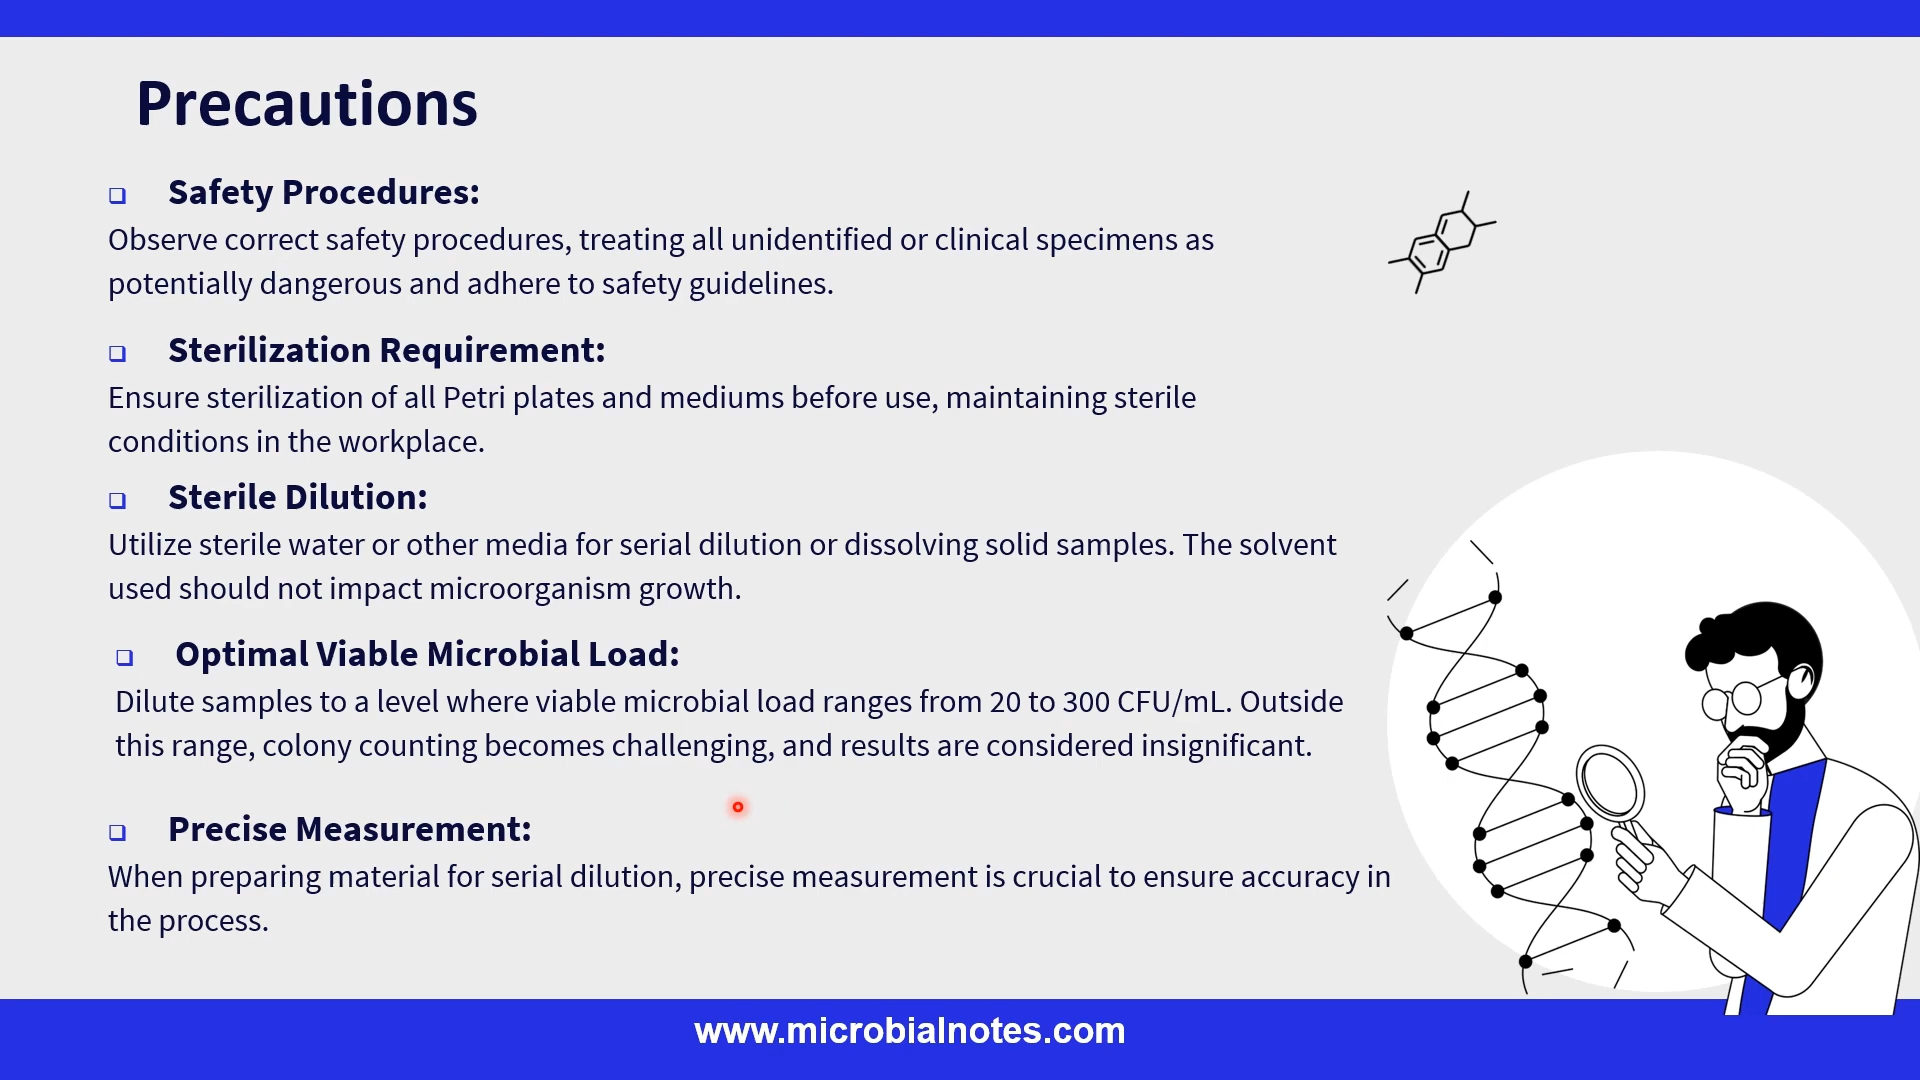 Precautions
Safety Procedures:
Observe correct safety procedures, treating all unidentified or clinical specimens as
potentially dangerous and adhere to safety guidelines.
Sterilization Requirement:
Ensure sterilization of all Petri plates and mediums before use, maintaining sterile
conditions in the workplace.
Sterile Dilution:
Utilize sterile water or other media for serial dilution or dissolving solid samples. The solvent
used should not impact microorganism growth.
Optimal Viable Microbial Load:
Dilute samples to a level where viable microbial load ranges from 20 to 300 CFU/mL. Outside
this range, colony counting becomes challenging, and results are considered insignificant.
Precise Measurement:
When preparing material for serial dilution, precise measurement is crucial to ensure accuracy in
the process.
www.microbialnotes.com